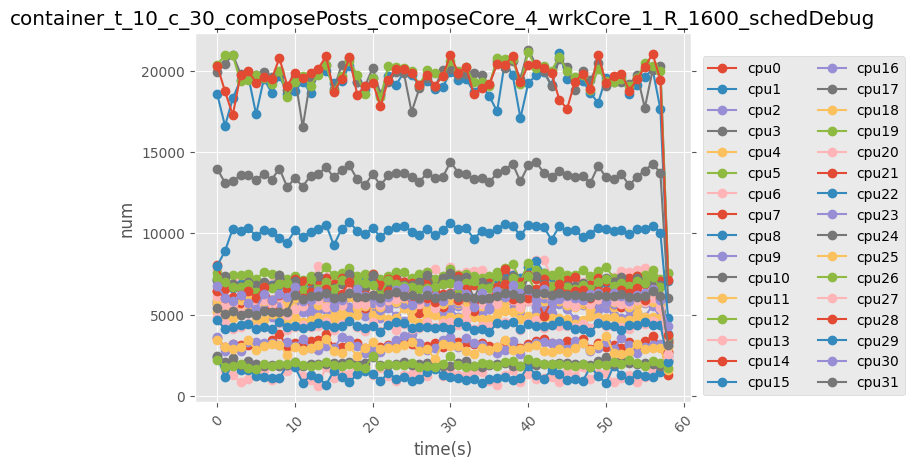 container_t_10_c_30_composePosts_composeCore_4_wrkCore_1_R_1600_schedDebug
20000
15000
10000
5000
0
num
0
10
20
30
40
50
60
time(s)
cpu0
cpu1
cpu2
cpu3
cpu4
cpu5
cpu6
cpu7
cpu8
cpu9
cpu10
cpu11
cpu12
cpu13
cpu14
cpu15
cpu16
cpu17
cpu18
cpu19
cpu20
cpu21
cpu22
cpu23
cpu24
cpu25
cpu26
cpu27
cpu28
cpu29
cpu30
cpu31